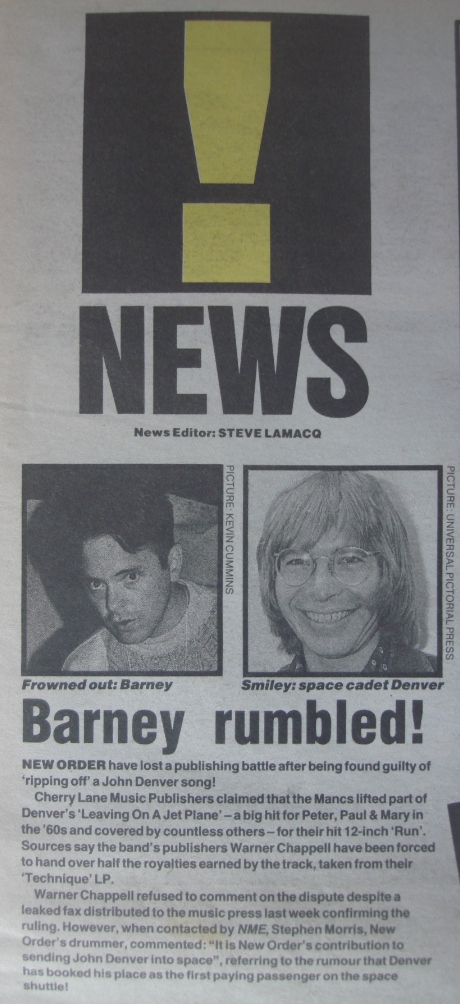 !
NEWS
News Editor: STEVE LAMACQ
PICTURE: KEVIN CUMMINS
PICTURE: UNIVERSAL PICTORIAL PRESS
Frowned out: Barney
Smiley: space cadet Denver
Barney rumbled!
NEW ORDER have lost a publishing battle after being found guilty of
‘ripping off’ a John Denver song!
Cherry Lane Music Publishers claimed that the Mancs lifted part of
Denver’s ‘Leaving On A Jet Plane’ – a big hit for Peter, Paul & Mary in
the ’60s and covered by countless others – for their hit 12-inch ‘Run’.
Sources say the band’s publishers Warner Chappell have been forced
to hand over half the royalties earned by the track, taken from their
‘Technique’ LP.
Warner Chappell refused to comment on the dispute despite a
leaked fax distributed to the music press last week confirming the
ruling. However, when contacted by NME, Stephen Morris, New
Order’s drummer, commented: “It is New Order’s contribution to
sending John Denver into space”, referring to the rumour that Denver
has booked his place as the first paying passenger on the space
shuttle!